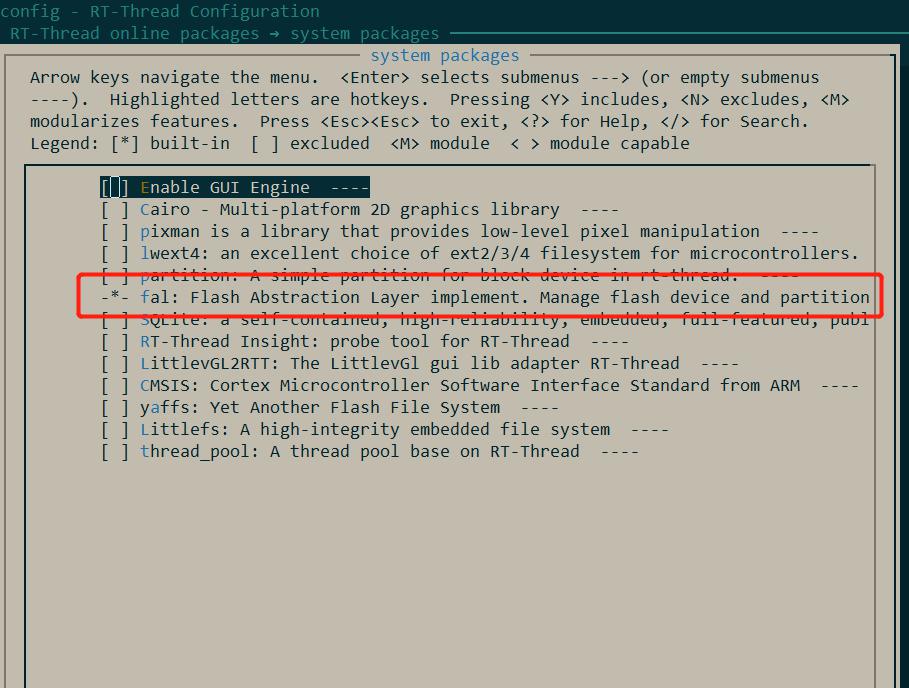 config - RT-Thread Configuration
RT-Thread online packages → system packages
system packages
Arrow keys navigate the menu.  <Enter> selects submenus ---> (or empty submenus
----).  Highlighted letters are hotkeys.  Pressing <Y> includes, <N> excludes, <M>
modularizes features.  Press <Esc><Esc> to exit, <?> for Help, </> for Search.
Legend: [*] built-in  [ ] excluded  <M> module  < > module capable
[ ] Enable GUI Engine  ----
[ ] Cairo - Multi-platform 2D graphics library  ----
[ ] pixman is a library that provides low-level pixel manipulation  ----
[ ] lwext4: an excellent choice of ext2/3/4 filesystem for microcontrollers.
[ ] partition: A simple partition for block device in rt-thread.  ----
-*- fal: Flash Abstraction Layer implement. Manage flash device and partition
[ ] SQLite: a self-contained, high-reliability, embedded, full-featured, publ
[ ] RT-Thread Insight: probe tool for RT-Thread  ----
[ ] LittlevGL2RTT: The LittlevGl gui lib adapter RT-Thread  ----
[ ] CMSIS: Cortex Microcontroller Software Interface Standard from ARM  ----
[ ] yaffs: Yet Another Flash File System  ----
[ ] Littlefs: A high-integrity embedded file system  ----
[ ] thread_pool: A thread pool base on RT-Thread  ----